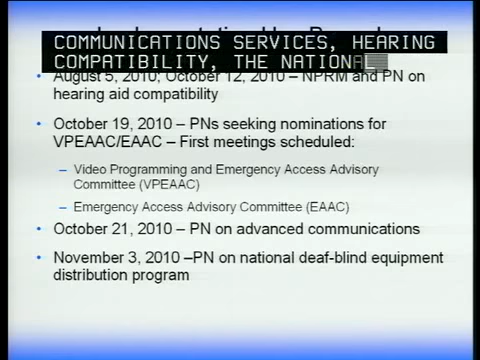 COMMUNICATIONS SERVICES, HEARING
COMPATIBILITY, THE NATIONAL
• August 5, 2010; October 12, 2010 – NPRM and PN on
hearing aid compatibility
• October 19, 2010 – PNs seeking nominations for
VPEAAC/EAAC – First meetings scheduled:
– Video Programming and Emergency Access Advisory
Committee (VPEAAC)
– Emergency Access Advisory Committee (EAAC)
• October 21, 2010 – PN on advanced communications
• November 3, 2010 –PN on national deaf-blind equipment
distribution program